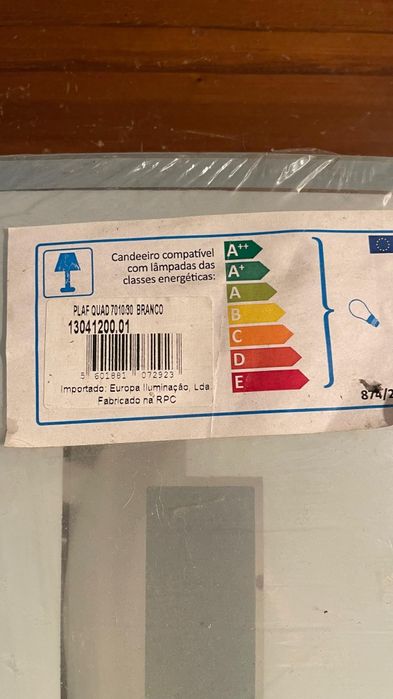 Candeeiro compatível
com lâmpadas das
classes energéticas:
A++
A+
A
B
C
D
E
PLAF QUAD 7010/30 BRANCO
13041200.01
5 601881 072923
Importado: Europa Iluminação, Lda
Fabricado na RPC
874/2